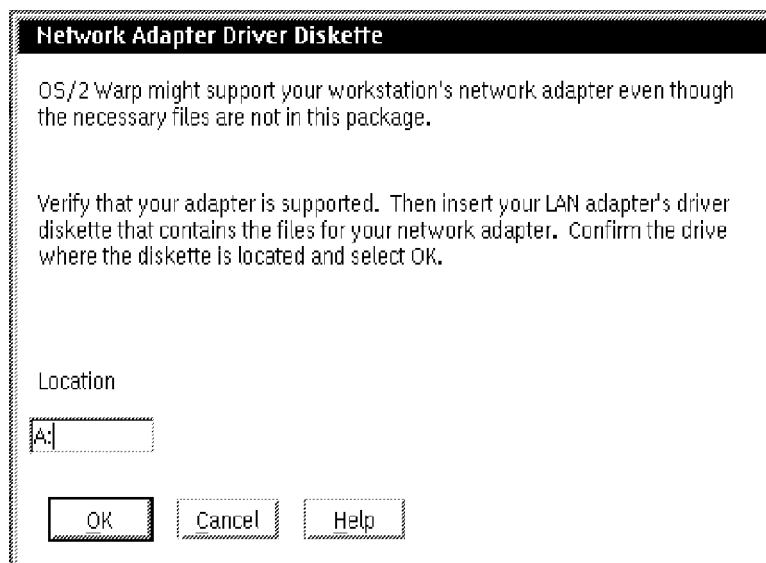 Network Adapter Driver Diskette
OS/2 Warp might support your workstation's network adapter even though
the necessary files are not in this package.
Verify that your adapter is supported.  Then insert your LAN adapter's driver
diskette that contains the files for your network adapter.  Confirm the drive
where the diskette is located and select OK.
Location
A:
OK Cancel Help